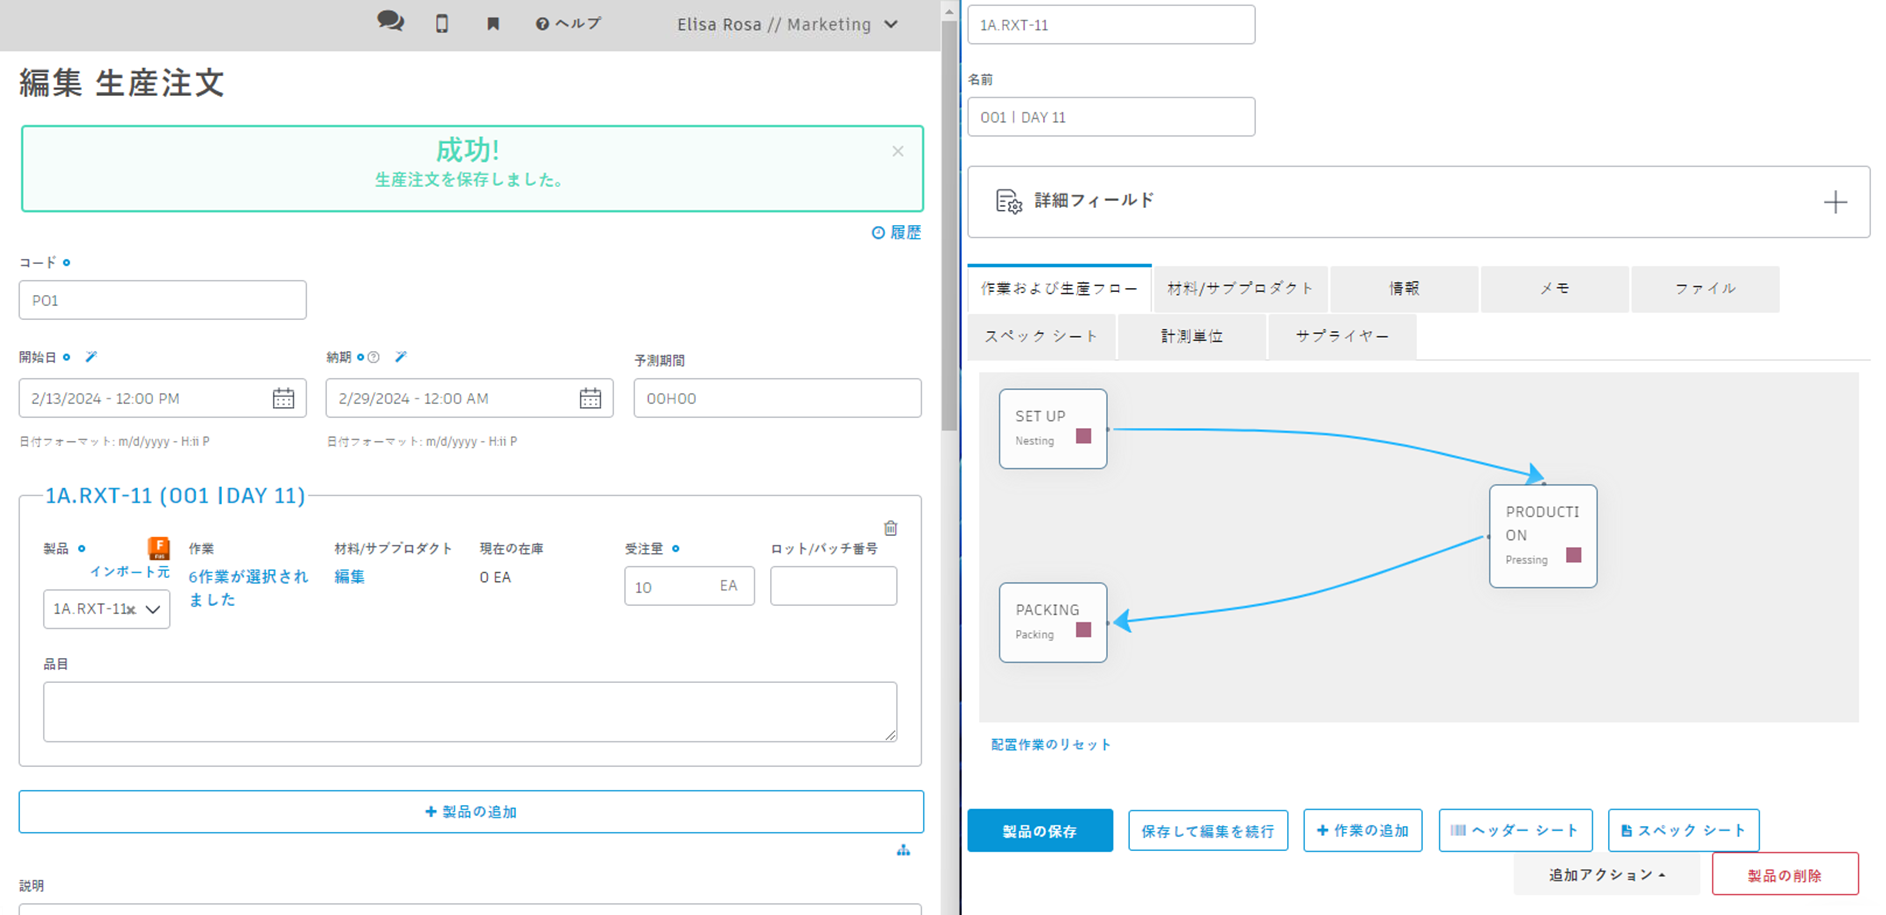 ヘルプ
Elisa Rosa // Marketing
編集 生産注文
成功!
生産注文を保存しました。
履歴
コード
PO1
開始日
納期
予測期間
2/13/2024 - 12:00 PM
2/29/2024 - 12:00 AM
00H00
日付フォーマット: m/d/yyyy - H:ii P
日付フォーマット: m/d/yyyy - H:ii P
1A.RXT-11 (001 | DAY 11)
製品
インポート元
作業
材料/サブプロダクト
現在の在庫
受注量
ロット/バッチ番号
1A.RXT-11
6作業が選択され
ました
編集
0 EA
10 EA
品目
製品の追加
説明
1A.RXT-11
名前
001 | DAY 11
詳細フィールド
作業および生産フロー
材料/サブプロダクト
情報
メモ
ファイル
スペック シート
計測単位
サプライヤー
SET UP
Nesting
PRODUCTI
ON
Pressing
PACKING
Packing
配置作業のリセット
製品の保存
保存して編集を続行
作業の追加
ヘッダー シート
スペック シート
追加アクション
製品の削除